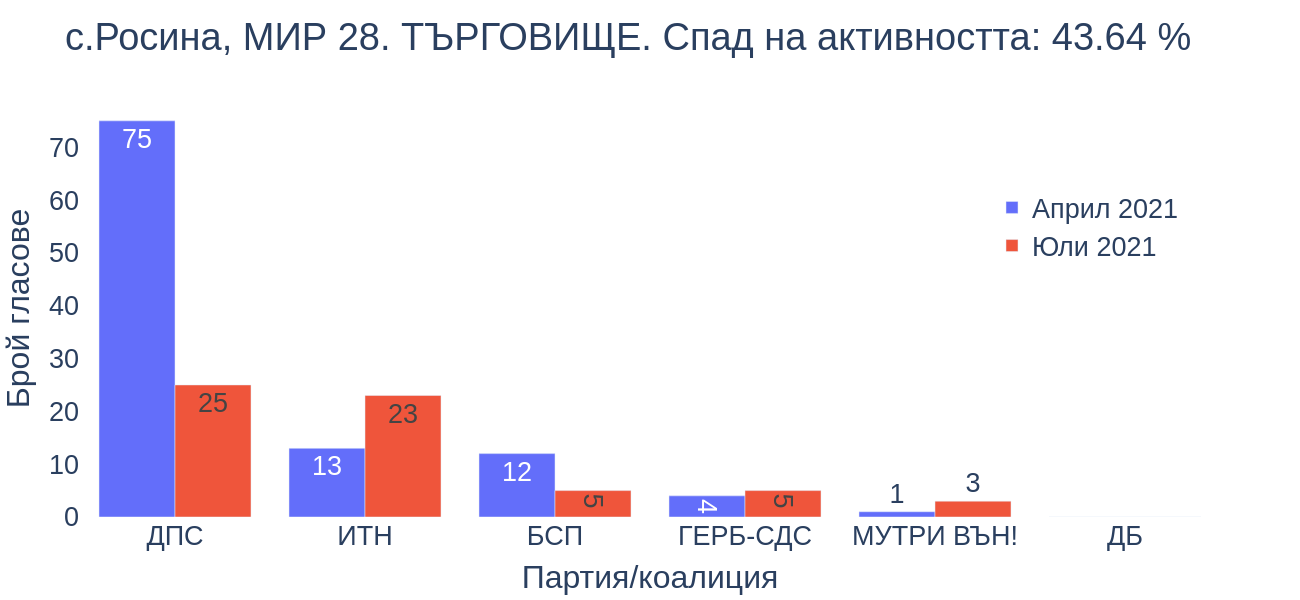 с.Росина, МИР 28. ТЪРГОВИЩЕ. Спад на активността: 43.64 %
Брой гласове
70
60
50
40
30
20
10
0
75
25
13
23
12
5
4
5
1
3
Април 2021
Юли 2021
ДПС
ИТН
БСП
ГЕРБ-СДС
МУТРИ ВЪН!
ДБ
Партия/коалиция